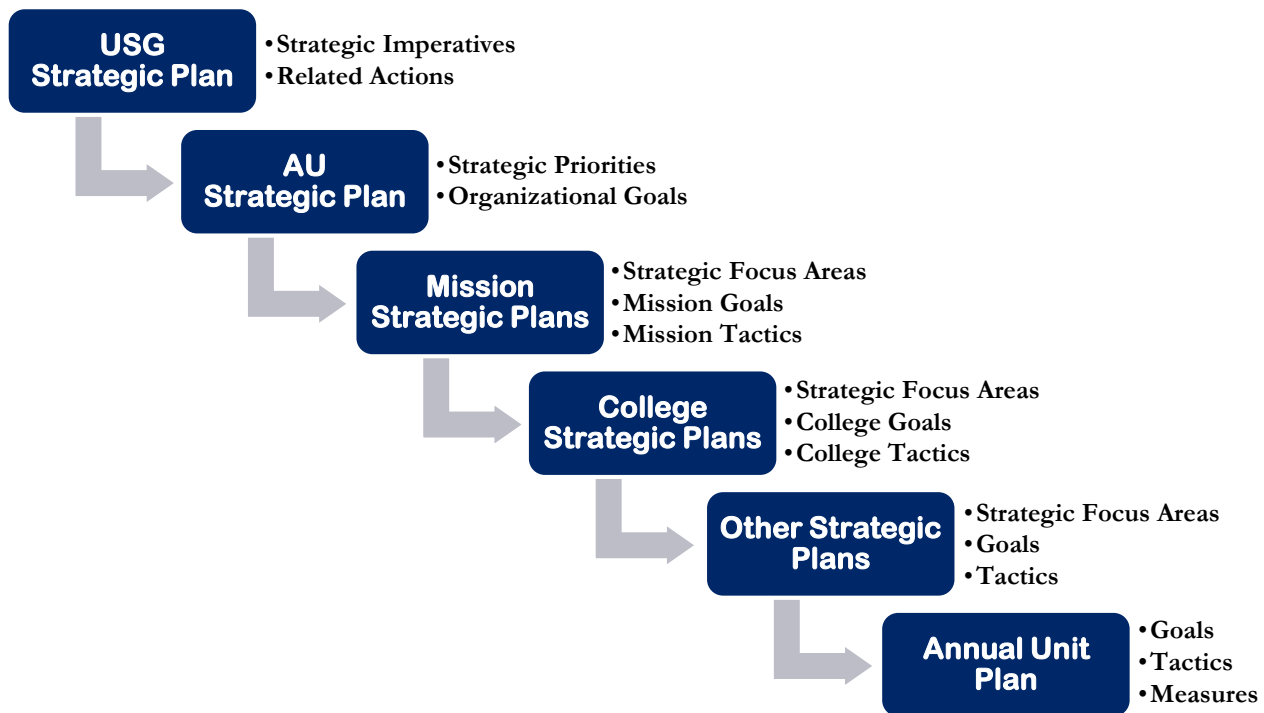 USG
Strategic Plan
•Strategic Imperatives
•Related Actions
AU
Strategic Plan
•Strategic Priorities
•Organizational Goals
Mission
Strategic Plans
•Strategic Focus Areas
•Mission Goals
•Mission Tactics
College
Strategic Plans
•Strategic Focus Areas
•College Goals
•College Tactics
Other Strategic
Plans
•Strategic Focus Areas
•Goals
•Tactics
Annual Unit
Plan
•Goals
•Tactics
•Measures